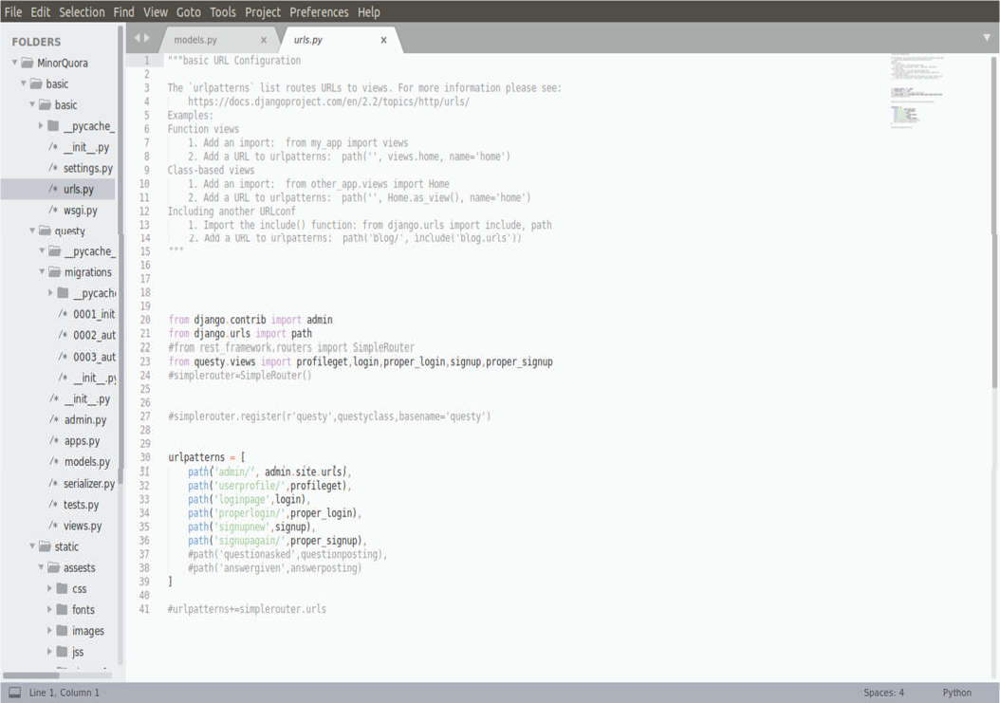 File Edit Selection Find View Goto Tools Project Preferences Help
FOLDERS
MinorQuora
basic
basic
__pycache_
/* __init__.py
/* settings.py
/* urls.py
/* wsgi.py
questy
__pycache_
migrations
__pycach
/* 0001_init
/* 0002_aut
/* 0003_aut
/* __init__.py
/* __init__.py
/* admin.py
/* apps.py
/* models.py
/* serializer.py
/* tests.py
/* views.py
static
assests
css
fonts
images
jss
models.py x urls.py x
1 """basic URL Configuration
2
3 The `urlpatterns` list routes URLs to views. For more information please see:
4     https://docs.djangoproject.com/en/2.2/topics/http/urls/
5 Examples:
6 Function views
7     1. Add an import:  from my_app import views
8     2. Add a URL to urlpatterns:  path('', views.home, name='home')
9 Class-based views
10     1. Add an import:  from other_app.views import Home
11     2. Add a URL to urlpatterns:  path('', Home.as_view(), name='home')
12 Including another URLconf
13     1. Import the include() function: from django.urls import include, path
14     2. Add a URL to urlpatterns:  path('blog/', include('blog.urls'))
15 """
16
17
18
19
20 from django.contrib import admin
21 from django.urls import path
22 #from rest_framework.routers import SimpleRouter
23 from questy.views import profileget,login,proper_login,signup,proper_signup
24 #simplerouter=SimpleRouter()
25
26
27 #simplerouter.register(r'questy',questyclass,basename='questy')
28
29
30 urlpatterns = [
31     path('admin/', admin.site.urls),
32     path('userprofile/',profileget),
33     path('loginpage',login),
34     path('properlogin/',proper_login),
35     path('signupnew',signup),
36     path('signupagain/',proper_signup),
37     #path('questionasked',questionposting),
38     #path('answergiven',answerposting)
39 ]
40
41 #urlpatterns+=simplerouter.urls
Line 1, Column 1 Spaces: 4 Python